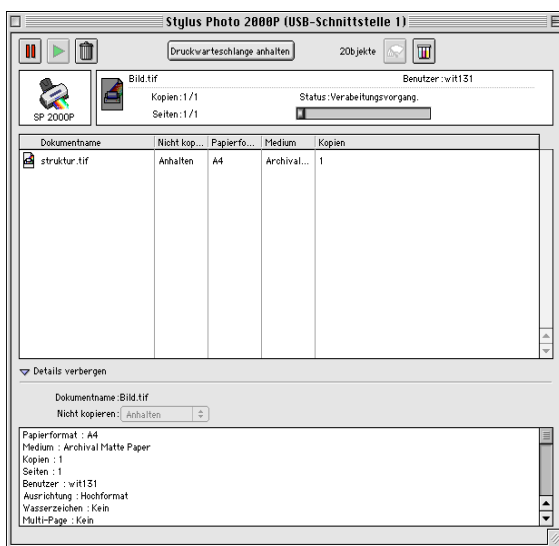 Stylus Photo 2000P (USB-Schnittstelle 1)
Druckwarteschlange anhalten
2Objekte
SP 2000P
Bild.tif
Benutzer :wit131
Kopien:1/1
Status:Verabeitungsvorgang.
Seiten:1/1
Dokumentname Nicht kop... Papierfo... Medium Kopien
struktur.tif Anhalten A4 Archival... 1
Details verbergen
Dokumentname :Bild.tif
Nicht kopieren: Anhalten
Papierformat : A4
Medium : Archival Matte Paper
Kopien : 1
Seiten : 1
Benutzer : wit131
Ausrichtung : Hochformat
Wasserzeichen : Kein
Multi-Page : Kein